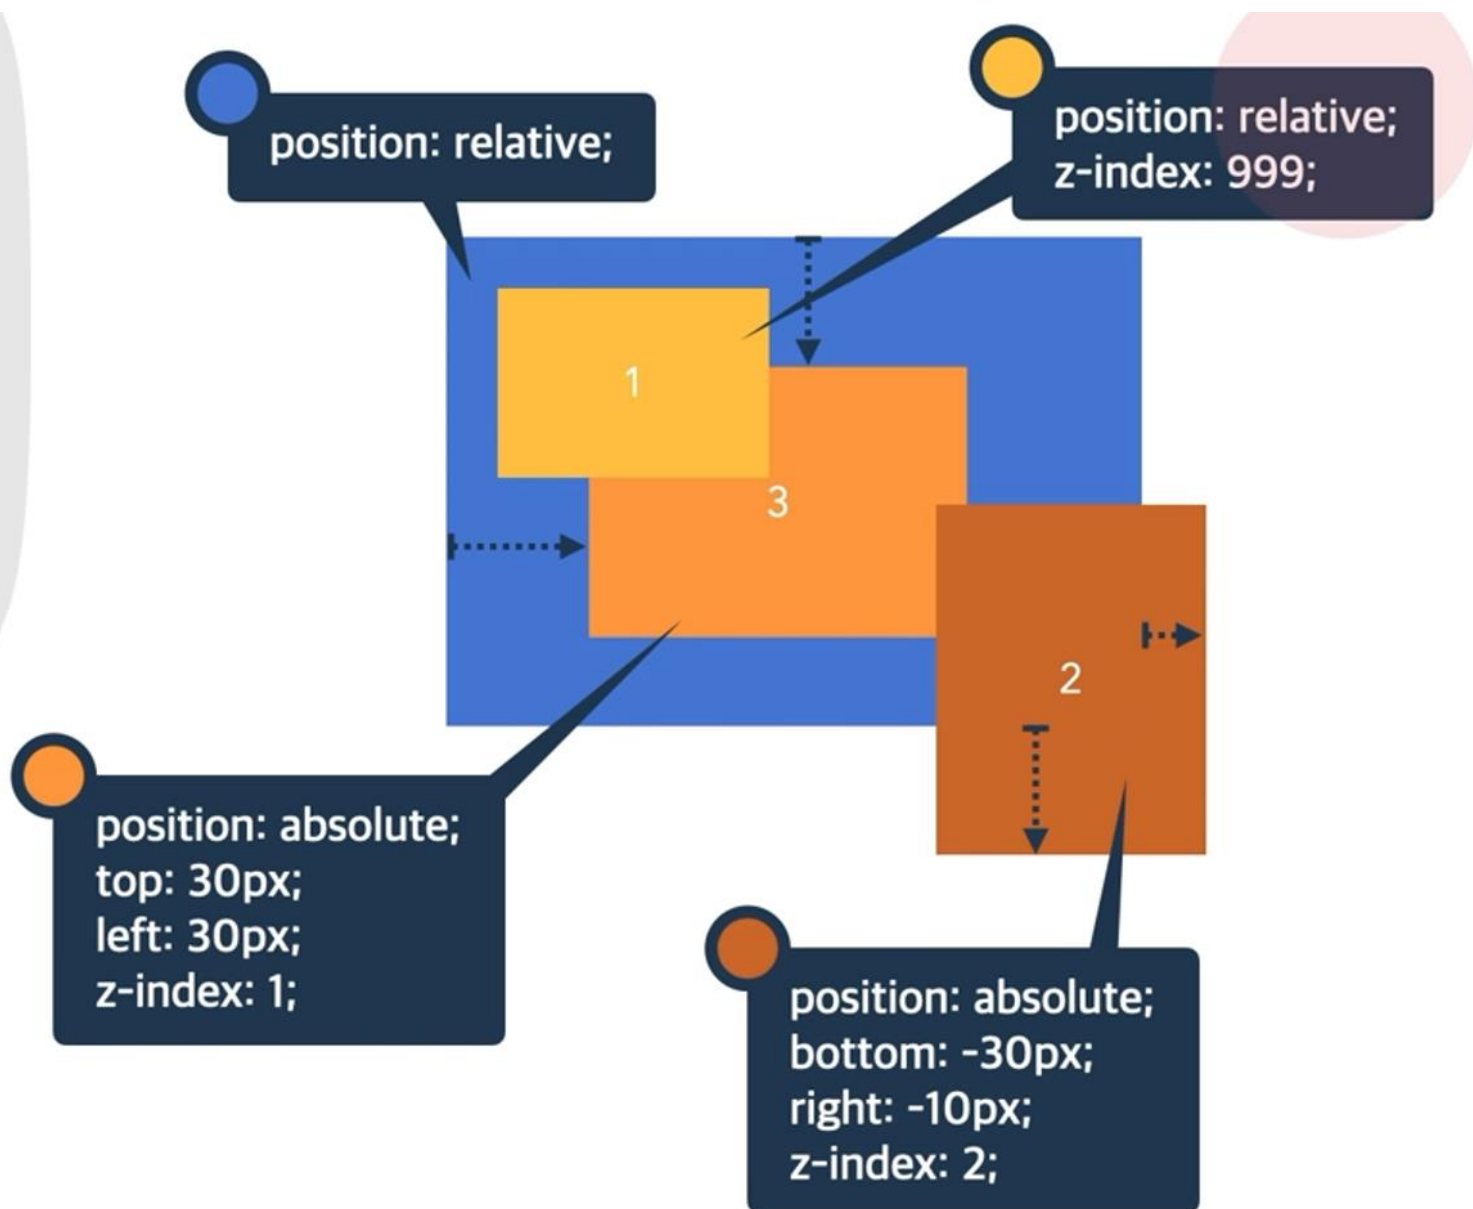 position: relative;
position: relative;
z-index: 999;
1
3
2
position: absolute;
top: 30px;
left: 30px;
z-index: 1;
position: absolute;
bottom: -30px;
right: -10px;
z-index: 2;